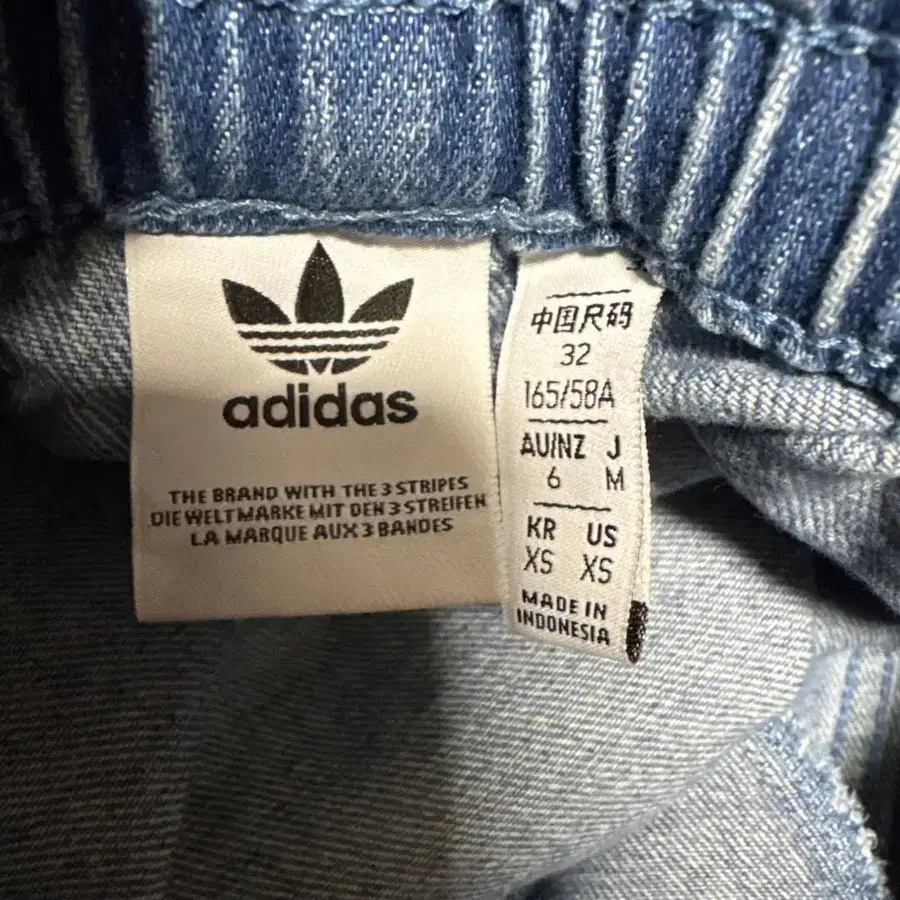 adidas
THE BRAND WITH THE 3 STRIPES
DIE WELTMARKE MIT DEN 3 STREIFEN
LA MARQUE AUX 3 BANDES
中国尺码
32
165/58A
AU/NZ J
6 M
KR US
XS XS
MADE IN
INDONESIA